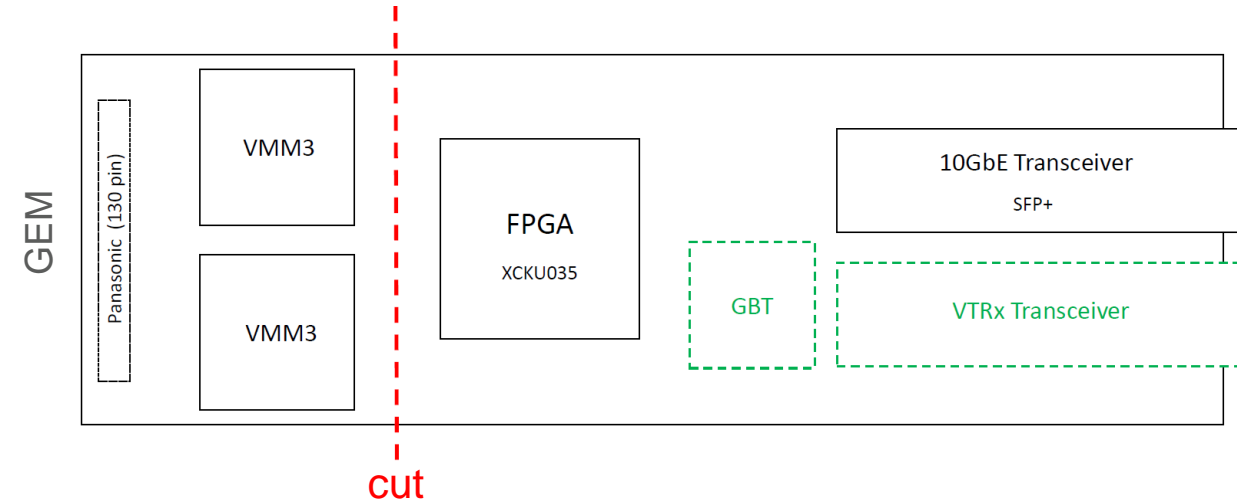 GEM
Panasonic (130 pin)
VMM3
VMM3
cut
FPGA
XCKU035
GBT
10GbE Transceiver
SFP+
VTRx Transceiver